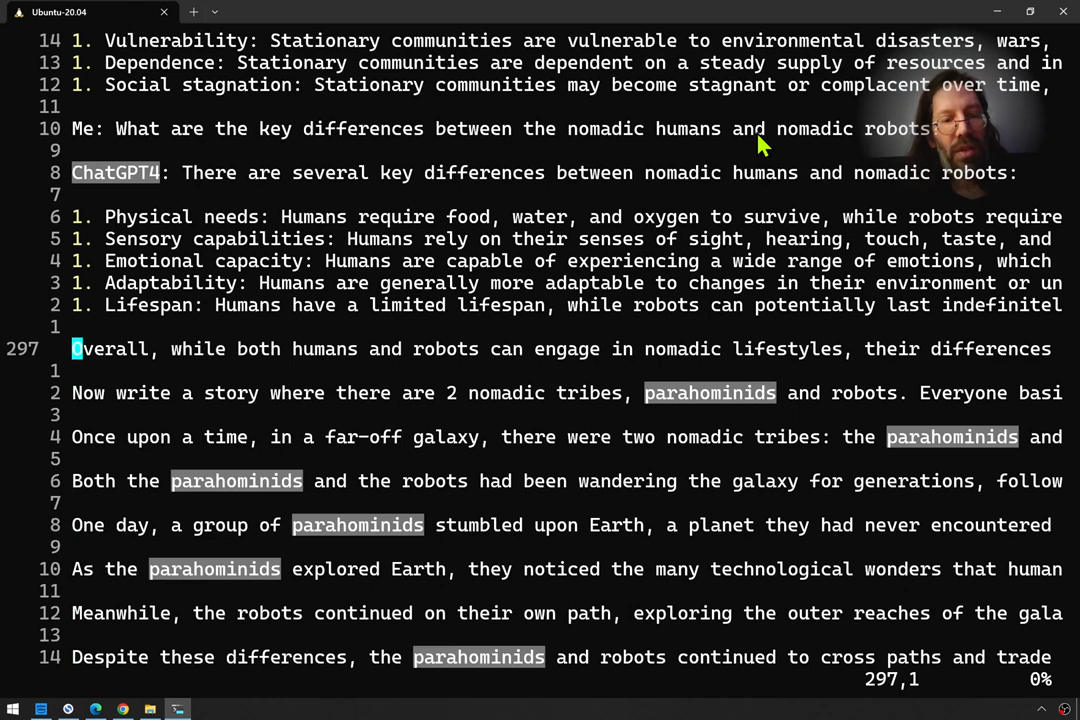 Ubuntu-20.04
14 1. Vulnerability: Stationary communities are vulnerable to environmental disasters, wars,
13 1. Dependence: Stationary communities are dependent on a steady supply of resources and in
12 1. Social stagnation: Stationary communities may become stagnant or complacent over time,
11
10 Me: What are the key differences between the nomadic humans and nomadic robots:
9
8 ChatGPT4: There are several key differences between nomadic humans and nomadic robots:
7
6 1. Physical needs: Humans require food, water, and oxygen to survive, while robots require
5 1. Sensory capabilities: Humans rely on their senses of sight, hearing, touch, taste, and
4 1. Emotional capacity: Humans are capable of experiencing a wide range of emotions, which
3 1. Adaptability: Humans are generally more adaptable to changes in their environment or un
2 1. Lifespan: Humans have a limited lifespan, while robots can potentially last indefinitel
1
297 Overall, while both humans and robots can engage in nomadic lifestyles, their differences
1
2 Now write a story where there are 2 nomadic tribes, parahominids and robots. Everyone basi
3
4 Once upon a time, in a far-off galaxy, there were two nomadic tribes: the parahominids and
5
6 Both the parahominids and the robots had been wandering the galaxy for generations, follow
7
8 One day, a group of parahominids stumbled upon Earth, a planet they had never encountered
9
10 As the parahominids explored Earth, they noticed the many technological wonders that human
11
12 Meanwhile, the robots continued on their own path, exploring the outer reaches of the gala
13
14 Despite these differences, the parahominids and robots continued to cross paths and trade
297,1 0%